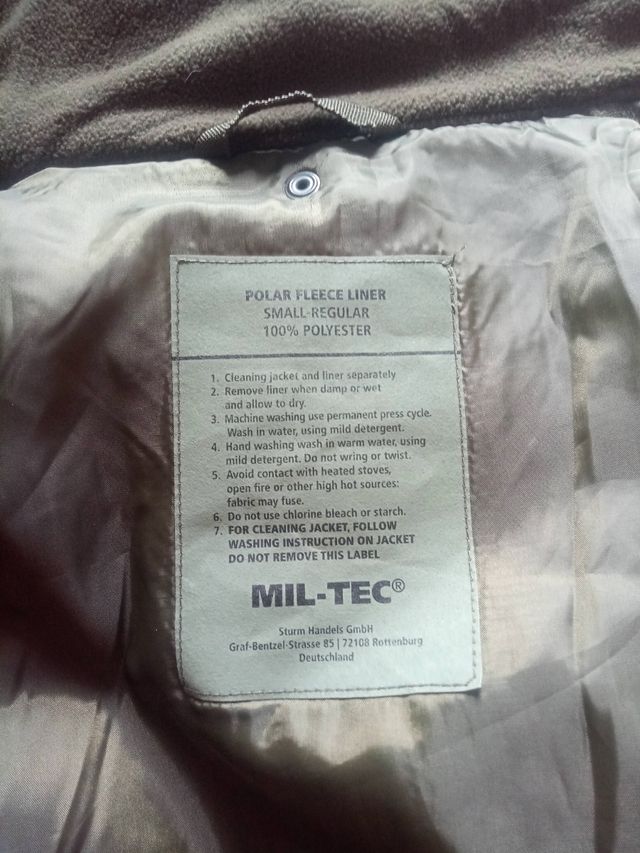 POLAR FLEECE LINER
SMALL-REGULAR
100% POLYESTER
1. Cleaning jacket and liner separately
2. Remove liner when damp or wet
and allow to dry.
3. Machine washing use permanent press cycle.
Wash in water, using mild detergent.
4. Hand washing wash in warm water, using
mild detergent. Do not wring or twist.
5. Avoid contact with heated stoves,
open fire or other high hot sources:
fabric may fuse.
6. Do not use chlorine bleach or starch.
7. FOR CLEANING JACKET, FOLLOW
WASHING INSTRUCTION ON JACKET
DO NOT REMOVE THIS LABEL
MIL-TEC®
Sturm Handels GmbH
Graf-Bentzel-Strasse 85 | 72108 Rottenburg
Deutschland